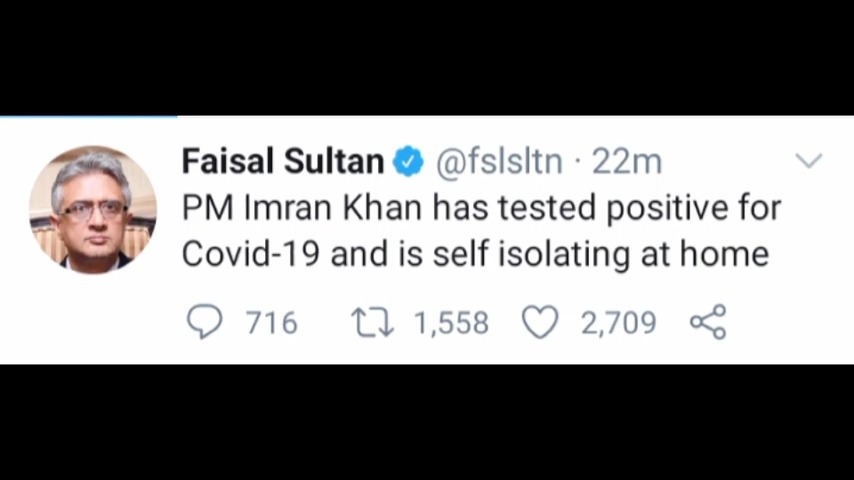 Faisal Sultan @fslsltn · 22m
PM Imran Khan has tested positive for
Covid-19 and is self isolating at home
716 1,558 2,709